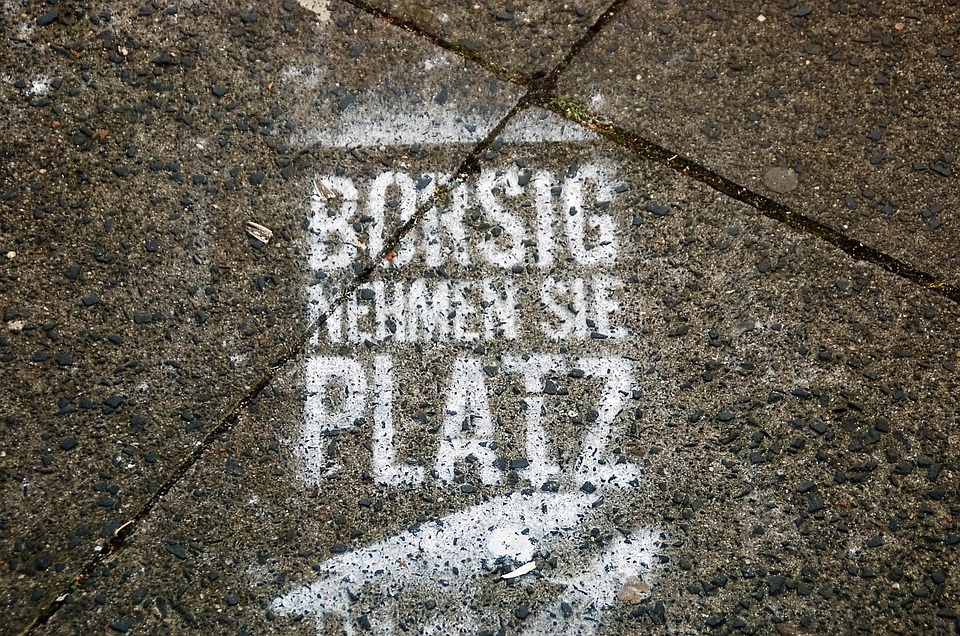 BORSIG
NEHMEN SIE
PLATZ